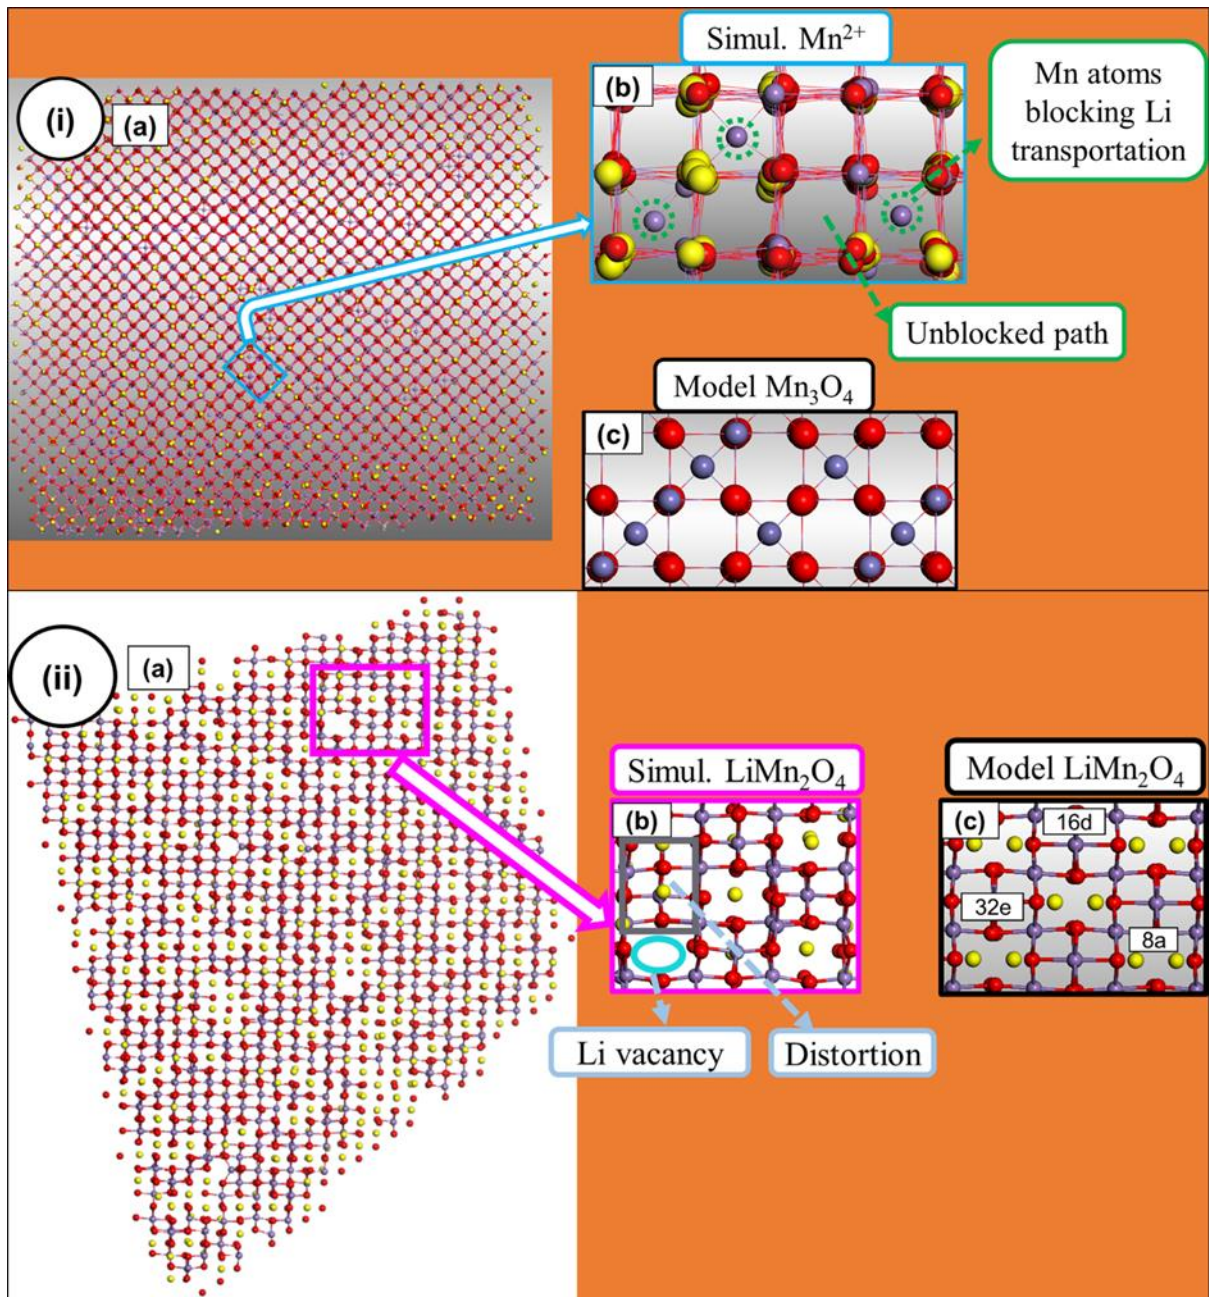 (i)
(a)
Simul. Mn²⁺
(b)
Mn atoms
blocking Li
transportation
Unblocked path
Model Mn₃O₄
(c)
(ii)
(a)
Simul. LiMn₂O₄
(b)
Li vacancy
Distortion
Model LiMn₂O₄
(c)
16d
32e
8a